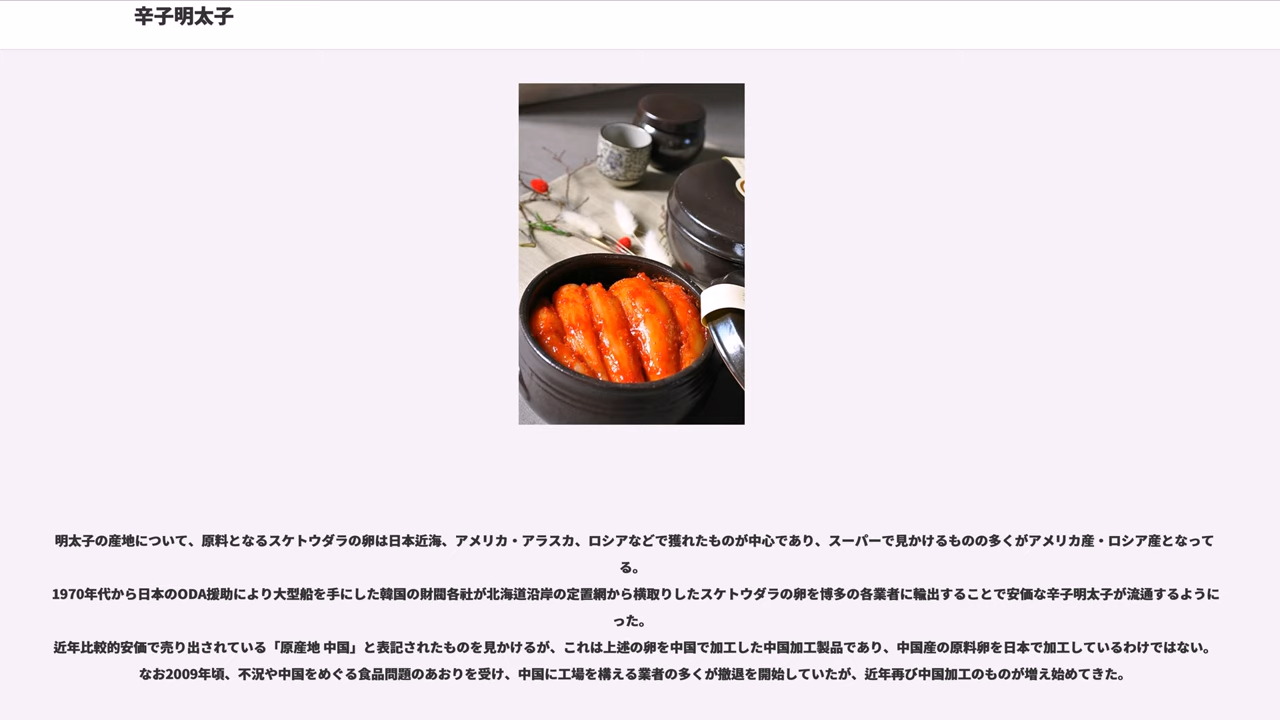 辛子明太子
明太子の産地について、原料となるスケトウダラの卵は日本近海、アメリカ・アラスカ、ロシアなどで獲れたものが中心であり、スーパーで見かけるものの多くがアメリカ産・ロシア産となって
る。
1970年代から日本のODA援助により大型船を手にした韓国の財閥各社が北海道沿岸の定置網から横取りしたスケトウダラの卵を博多の各業者に輸出することで安価な辛子明太子が流通するように
った。
近年比較的安価で売り出されている「原産地 中国」と表記されたものを見かけるが、これは上述の卵を中国で加工した中国加工製品であり、中国産の原料卵を日本で加工しているわけではない。
なお2009年頃、不況や中国をめぐる食品問題のあおりを受け、中国に工場を構える業者の多くが撤退を開始していたが、近年再び中国加工のものが増え始めてきた。